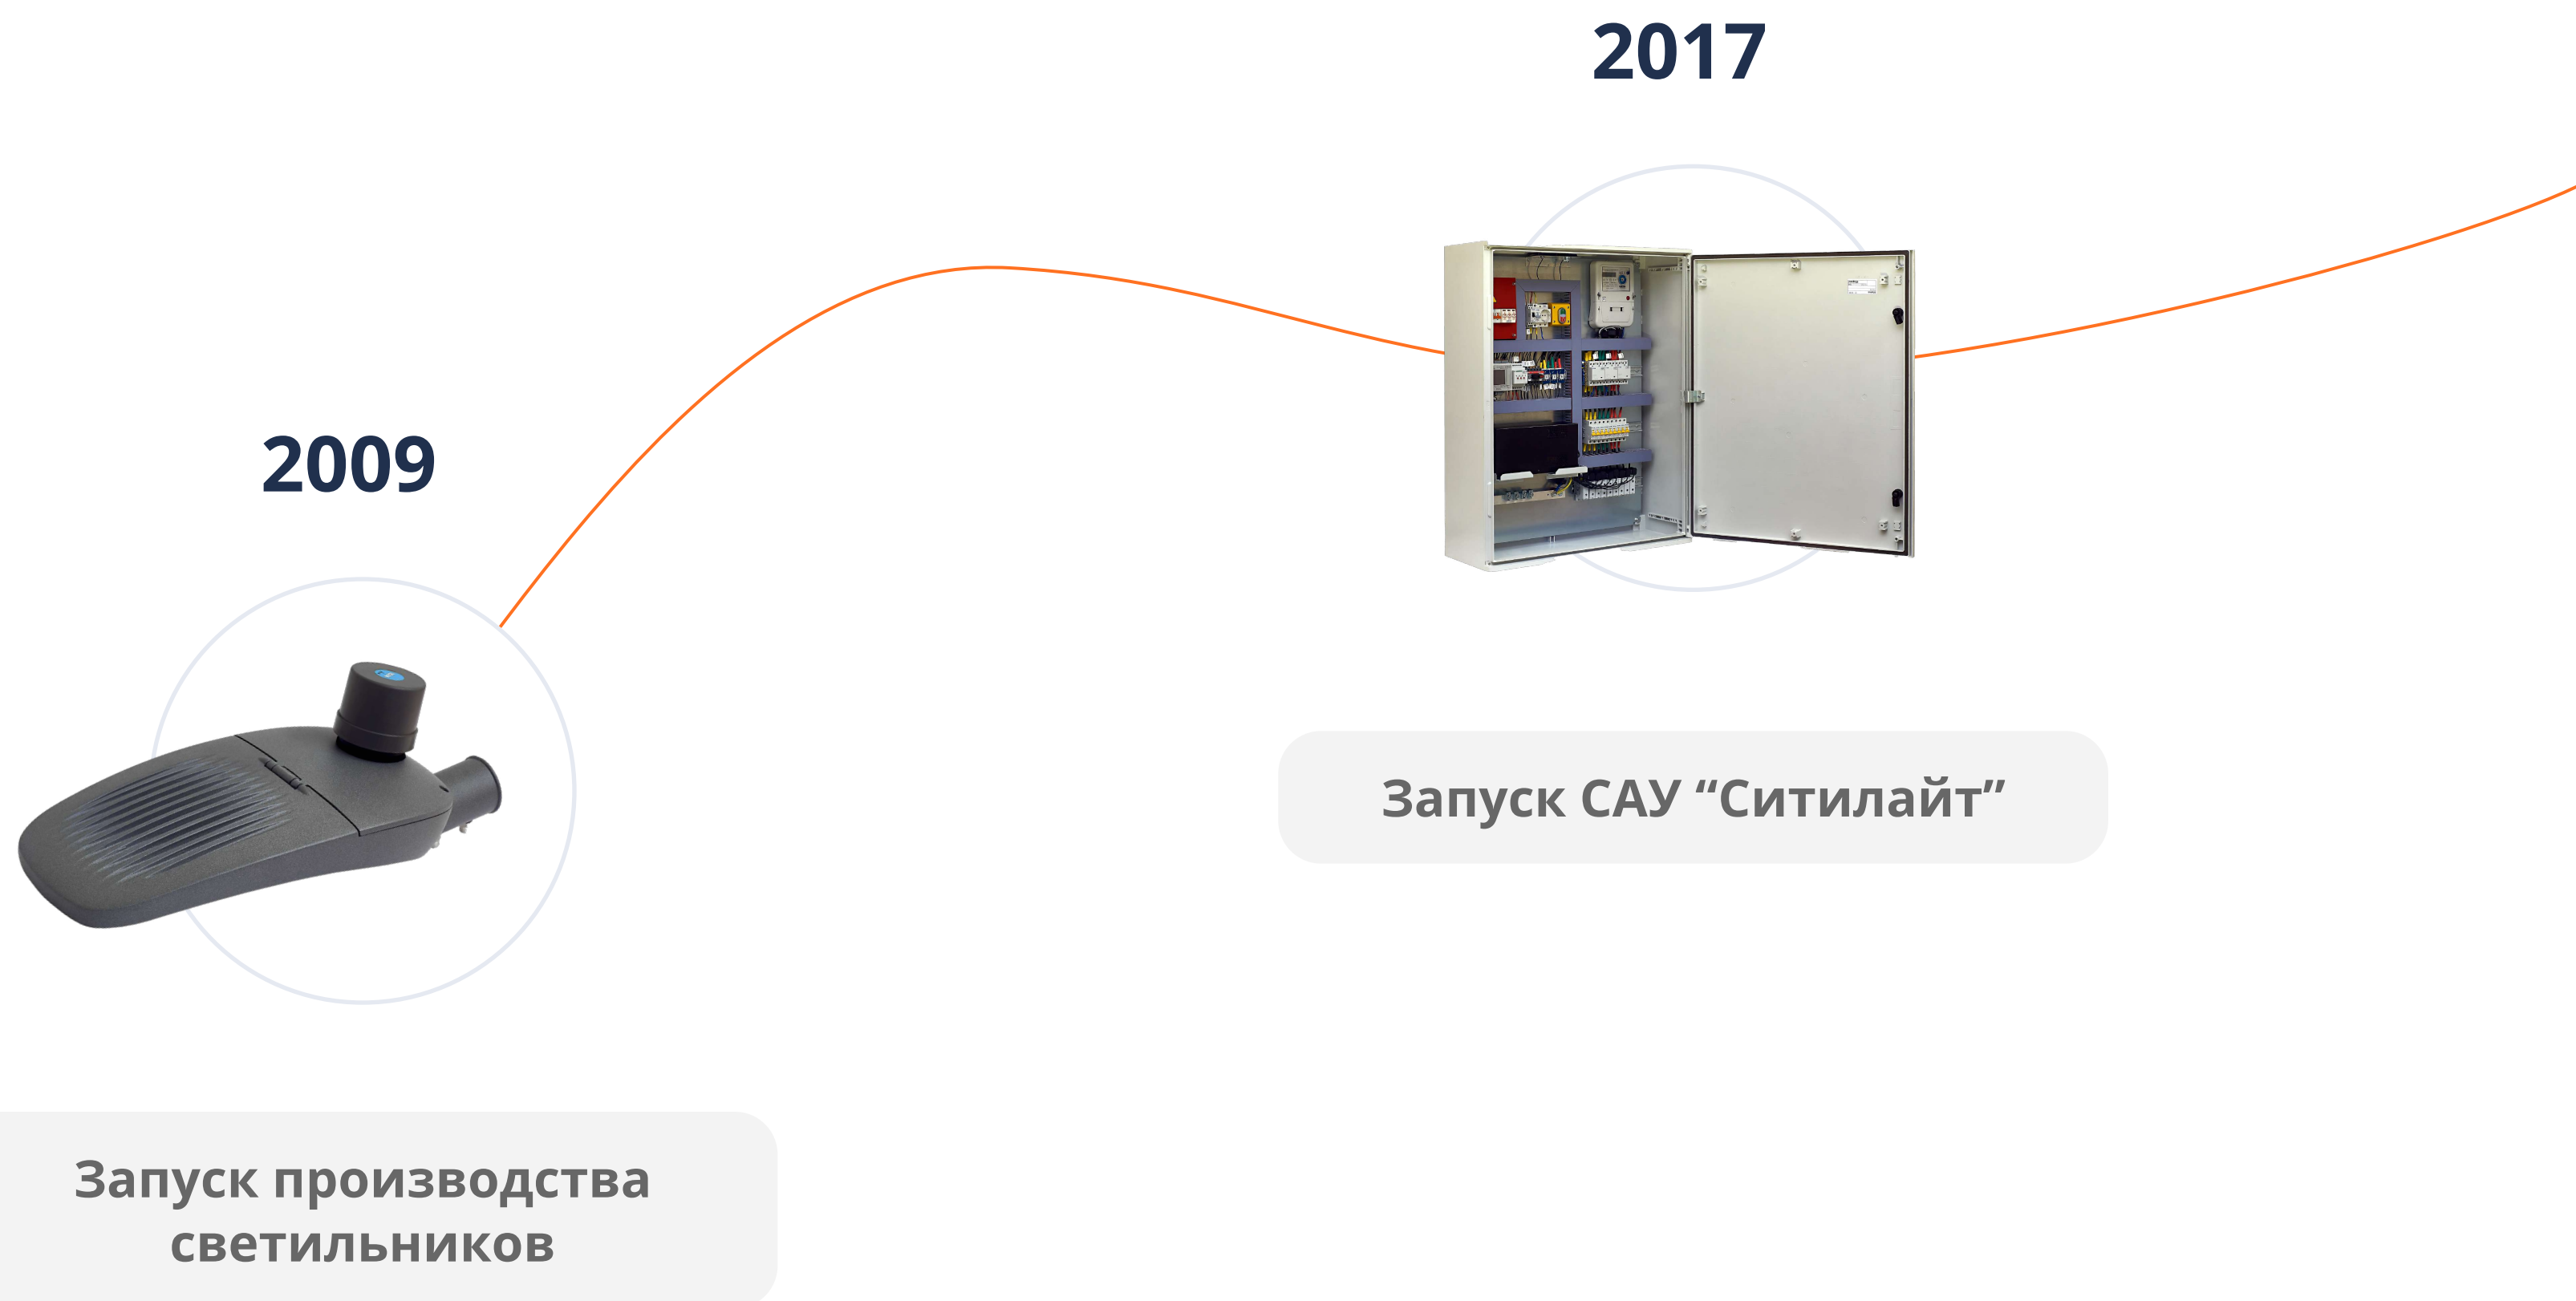 2017
2009
Запуск САУ “Ситилайт”
Запуск производства
светильников